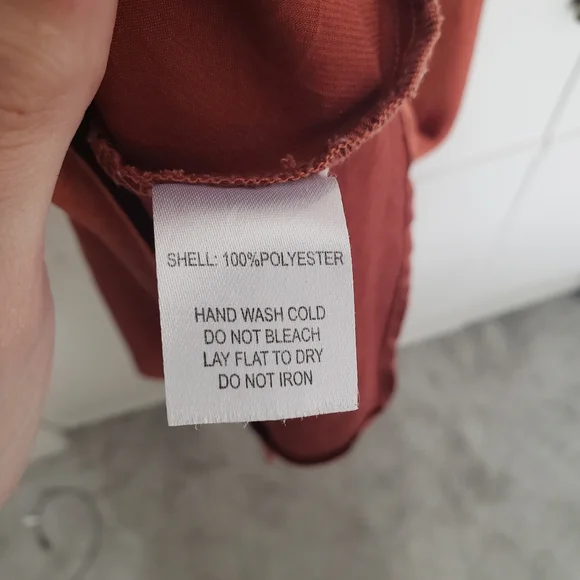 SHELL: 100%POLYESTER
HAND WASH COLD
DO NOT BLEACH
LAY FLAT TO DRY
DO NOT IRON